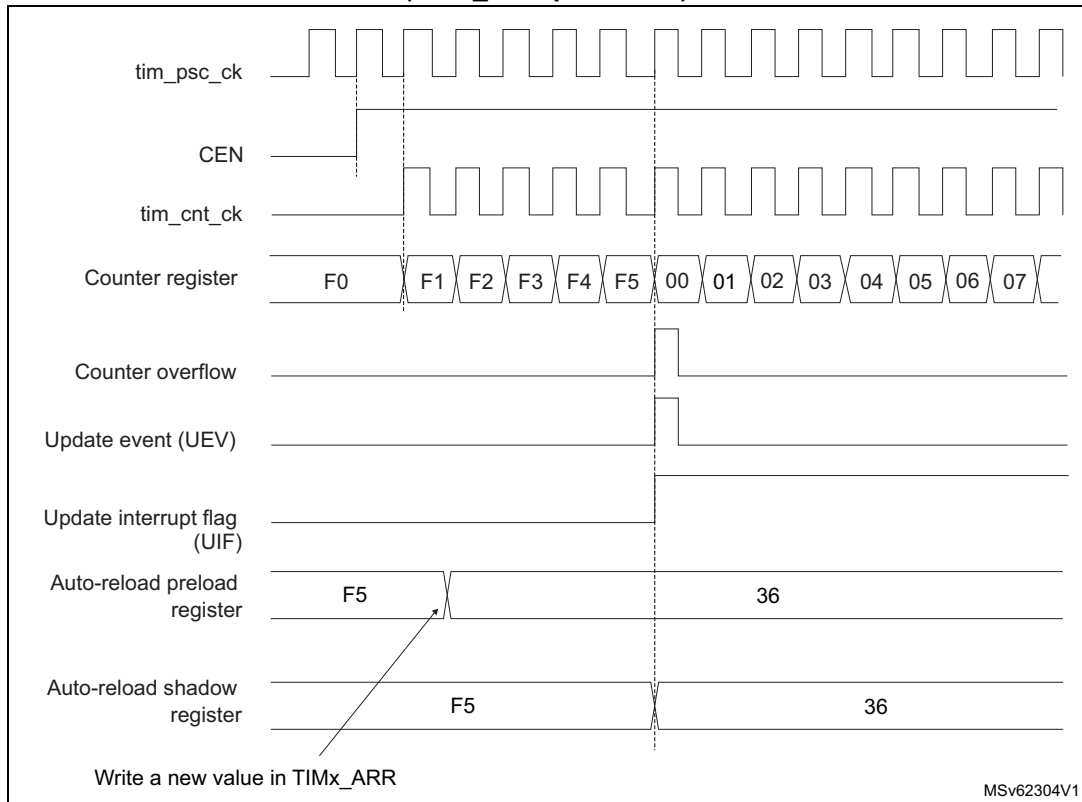 tim_psc_ck
CEN
tim_cnt_ck
Counter register F0 F1 F2 F3 F4 F5 00 01 02 03 04 05 06 07
Counter overflow
Update event (UEV)
Update interrupt flag
(UIF)
Auto-reload preload
register
F5 36
Auto-reload shadow
register
F5 36
Write a new value in TIMx_ARR
MSv62304V1